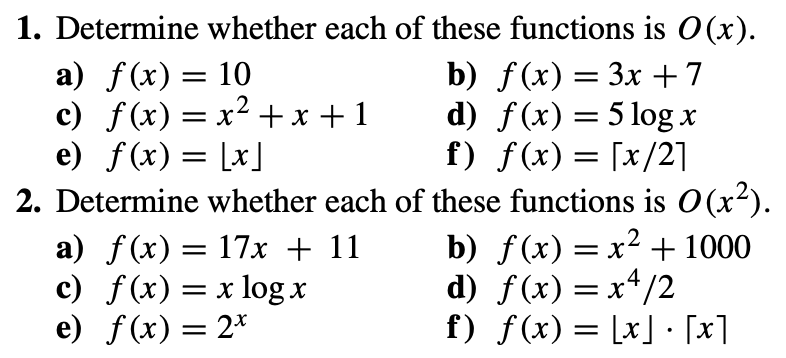 1. Determine whether each of these functions is O(x).
a) f(x) = 10 b) f(x) = 3x + 7
c) f(x) = x² + x + 1 d) f(x) = 5 log x
e) f(x) = ⌊x⌋ f) f(x) = ⌈x/2⌉
2. Determine whether each of these functions is O(x²).
a) f(x) = 17x + 11 b) f(x) = x² + 1000
c) f(x) = x log x d) f(x) = x⁴/2
e) f(x) = 2ˣ f) f(x) = ⌊x⌋ · ⌈x⌉